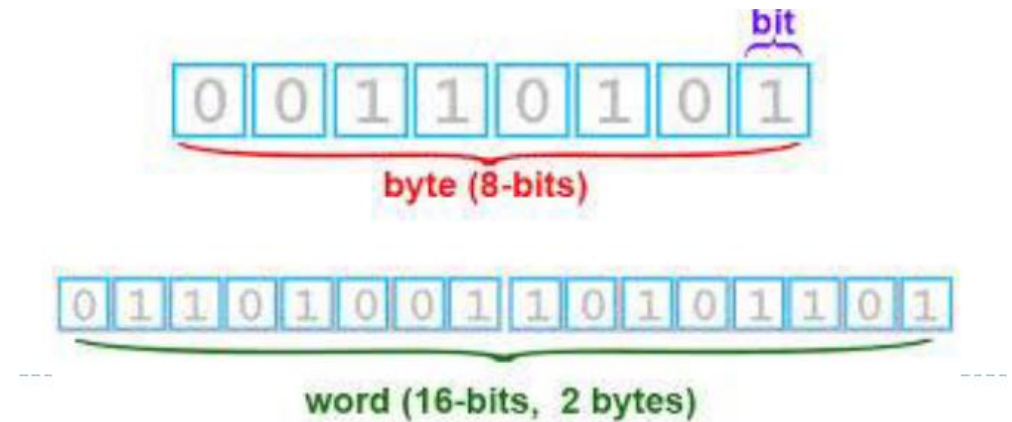 bit
0 0 1 1 0 1 0 1
byte (8-bits)
0 1 1 0 1 0 0 1 1 0 1 0 1 1 0 1
word (16-bits, 2 bytes)